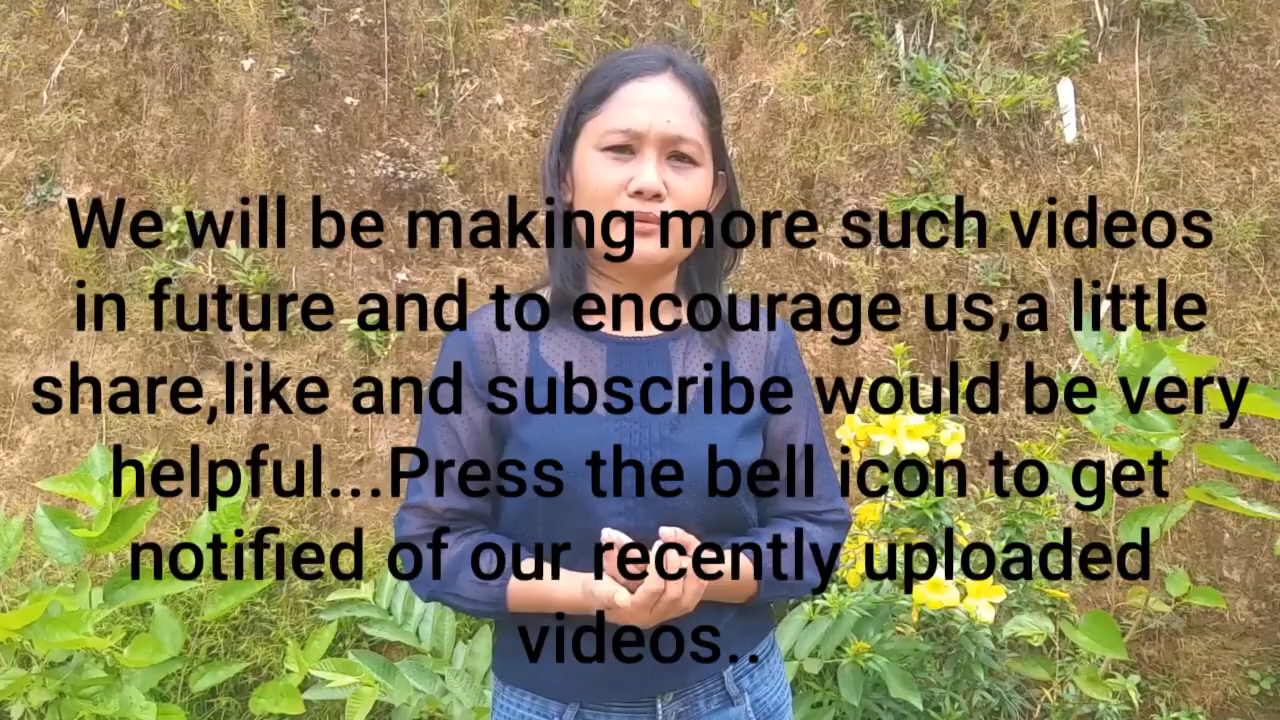 We will be making more such videos
in future and to encourage us,a little
share,like and subscribe would be very
helpful...Press the bell icon to get
notified of our recently uploaded
videos..